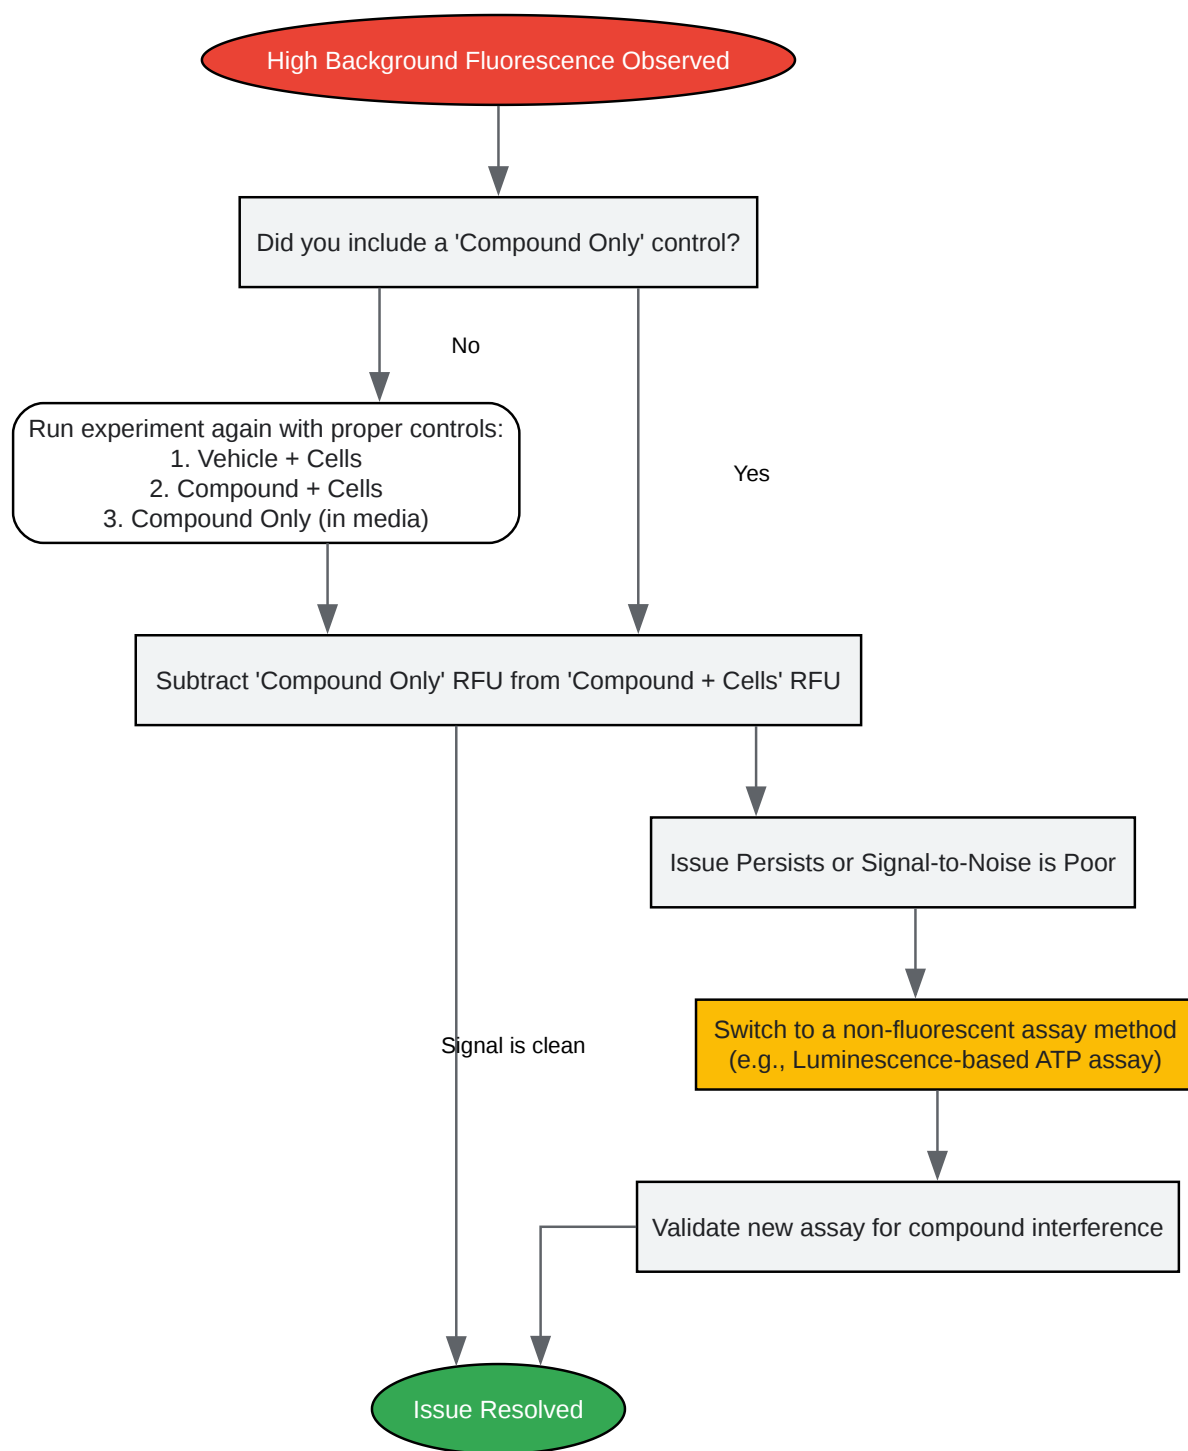 High Background Fluorescence Observed
Did you include a 'Compound Only' control?
No
Run experiment again with proper controls:
1. Vehicle + Cells
2. Compound + Cells
3. Compound Only (in media)
Yes
Subtract 'Compound Only' RFU from 'Compound + Cells' RFU
Issue Persists or Signal-to-Noise is Poor
Switch to a non-fluorescent assay method
(e.g., Luminescence-based ATP assay)
Signal is clean
Validate new assay for compound interference
Issue Resolved